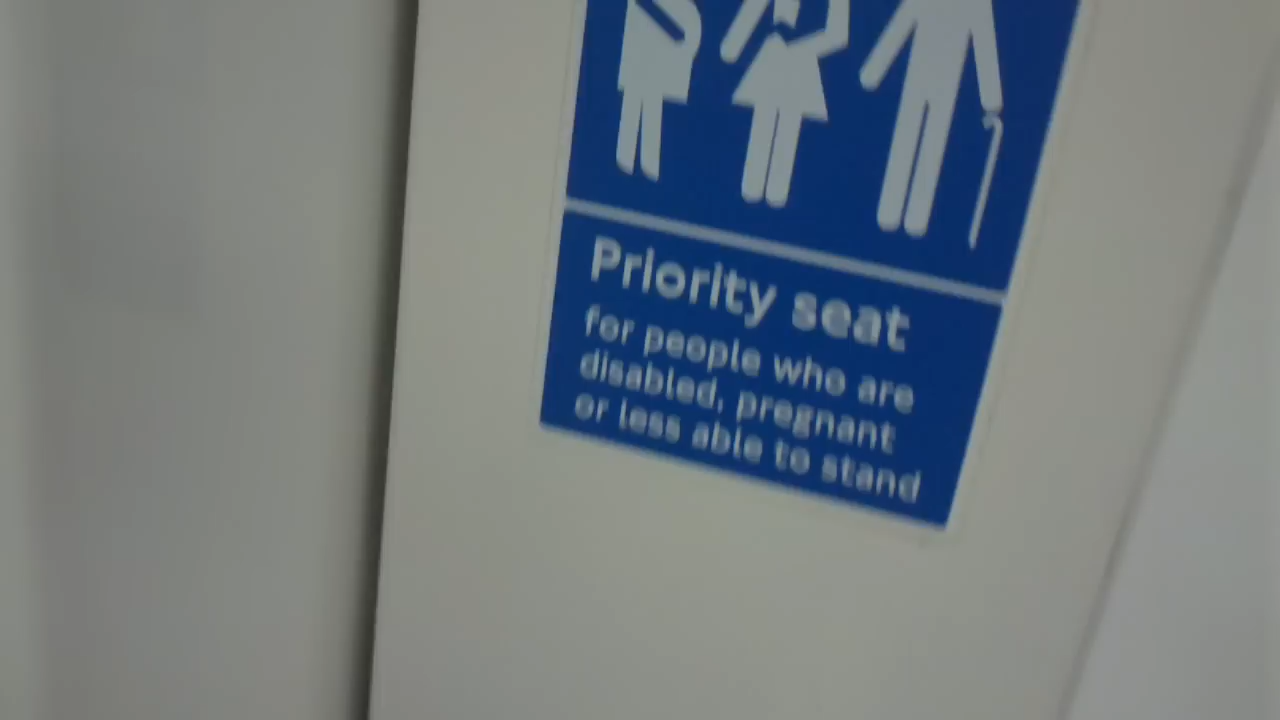 Priority seat
for people who are
disabled, pregnant
or less able to stand